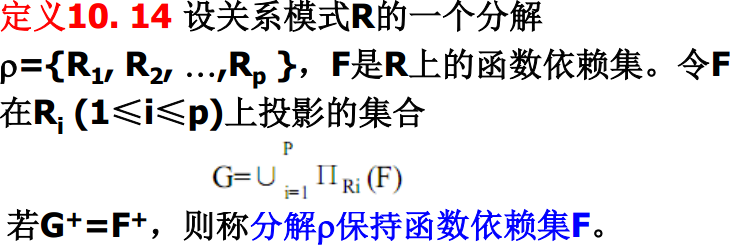 定义10. 14 设关系模式R的一个分解
ρ={R₁, R₂, …,Rₚ }，F是R上的函数依赖集。令F
在Rᵢ (1≤i≤p)上投影的集合
G=∪ᵢ₌₁ᴾ ∏Ri (F)
若G⁺=F⁺，则称分解ρ保持函数依赖集F。